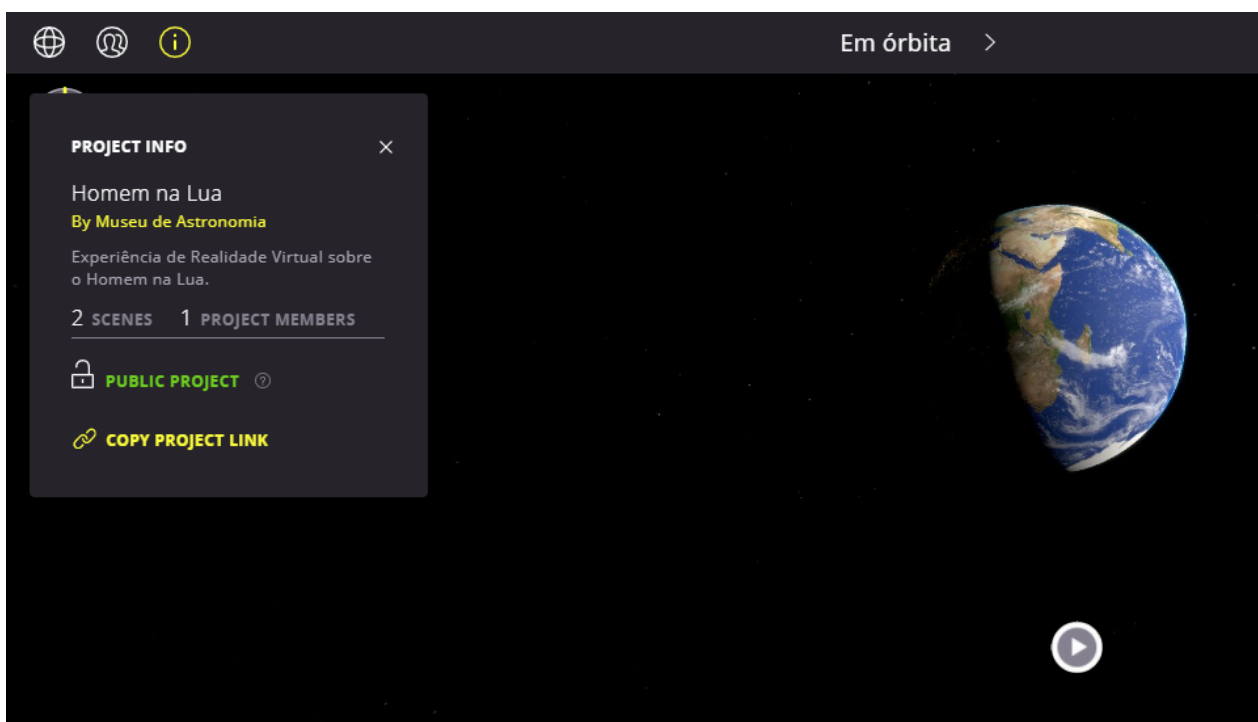 Em órbita
PROJECT INFO
Homem na Lua
By Museu de Astronomia
Experiência de Realidade Virtual sobre
o Homem na Lua.
2 SCENES 1 PROJECT MEMBERS
PUBLIC PROJECT
COPY PROJECT LINK